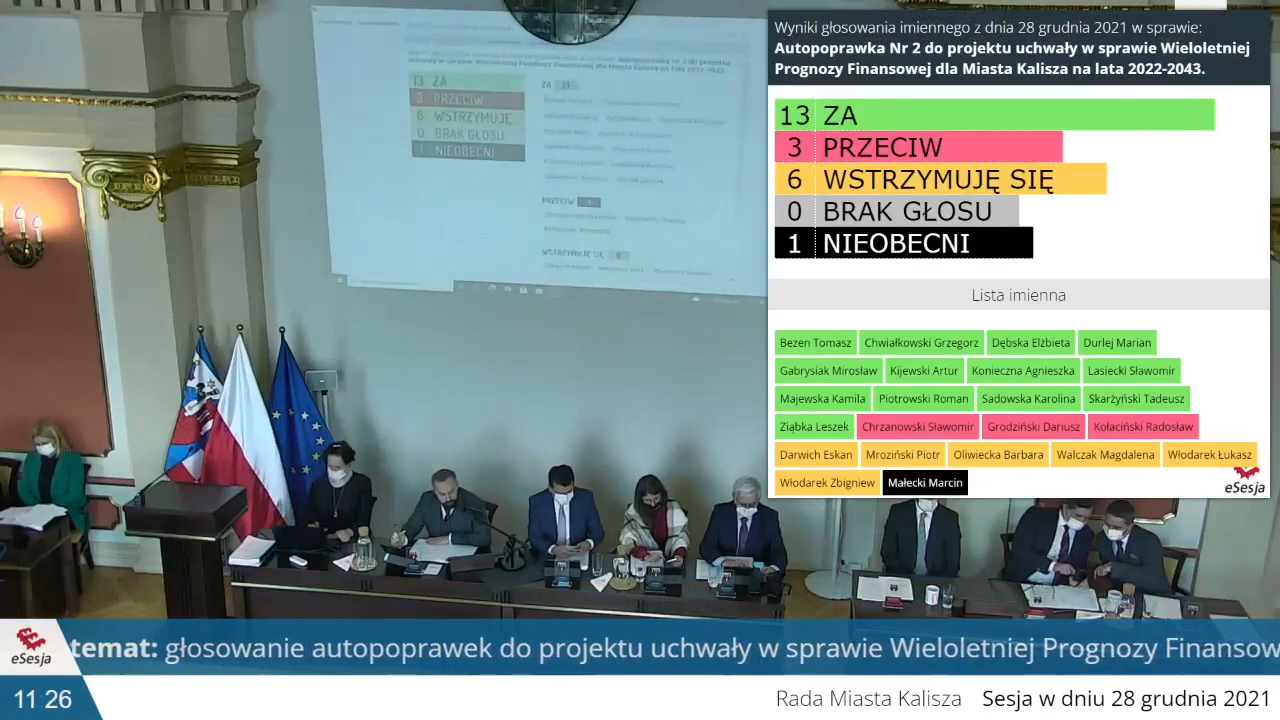 Wyniki głosowania imiennego z dnia 28 grudnia 2021 w sprawie:
Autopoprawka Nr 2 do projektu uchwały w sprawie Wieloletniej
Prognozy Finansowej dla Miasta Kalisza na lata 2022-2043.
13 ZA
3 PRZECIW
6 WSTRZYMUJĘ SIĘ
0 BRAK GŁOSU
1 NIEOBECNI
Lista imienna
Bezen Tomasz Chwiałkowski Grzegorz Dębska Elżbieta Durlej Marian
Gabrysiak Mirosław Kijewski Artur Konieczna Agnieszka Lasiecki Sławomir
Majewska Kamila Piotrowski Roman Sadowska Karolina Skarżyński Tadeusz
Ziąbka Leszek Chrzanowski Sławomir Grodziński Dariusz Kołaciński Radosław
Darwich Eskan Mroziński Piotr Oliwiecka Barbara Walczak Magdalena Włodarek Łukasz
Włodarek Zbigniew Małecki Marcin
eSesja
13 ZA
PRZECIW
WSTRZYMUJĘ
0 BRAK GŁOSU
1 NIEOBECNI
ZA
PRZECIW
WSTRZYMUJĘ SIĘ
eSesja
temat: głosowanie autopoprawek do projektu uchwały w sprawie Wieloletniej Prognozy Finansow
11:26
Rada Miasta Kalisza Sesja w dniu 28 grudnia 2021